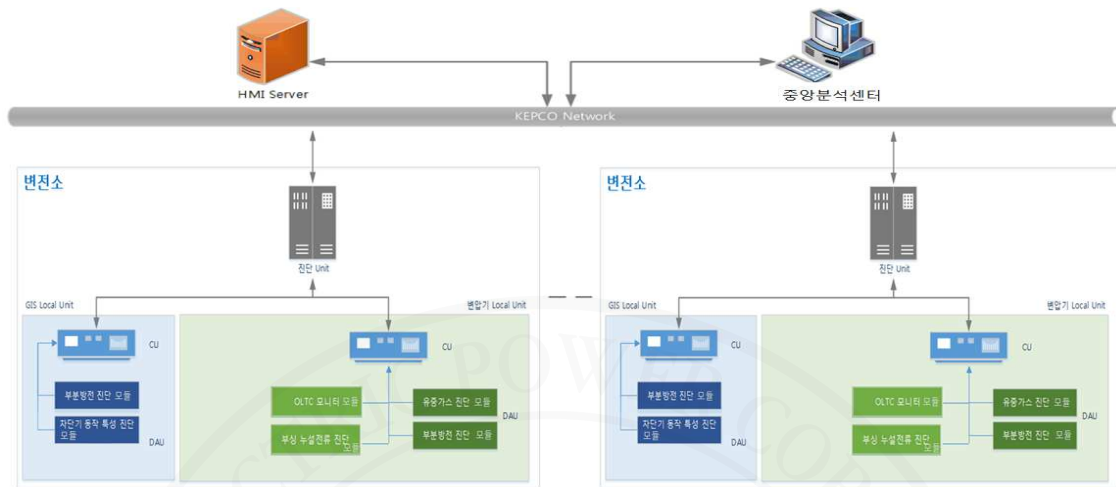 HMI Server
중앙분석센터
KEPCO Network
변전소
진단 Unit
GIS Local Unit
변압기 Local Unit
CU
CU
부분방전 진단 모듈
차단기 동작 특성 진단
모듈
DAU
OLTC 모니터 모듈
유중가스 진단 모듈
DAU
부싱 누설전류 진단
모듈
부분방전 진단 모듈
변전소
진단 Unit
GIS Local Unit
변압기 Local Unit
CU
CU
부분방전 진단 모듈
차단기 동작 특성 진단
모듈
DAU
OLTC 모니터 모듈
유중가스 진단 모듈
DAU
부싱 누설전류 진단
모듈
부분방전 진단 모듈